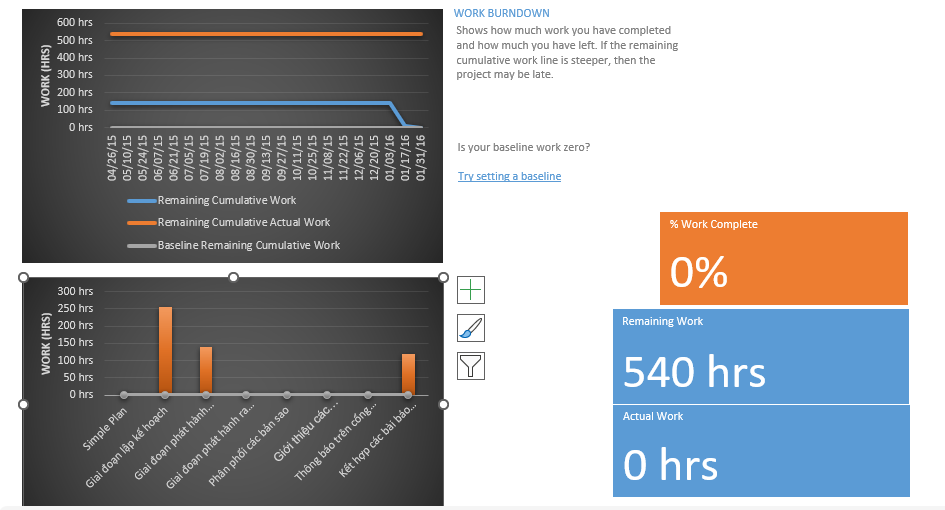 600 hrs
500 hrs
400 hrs
300 hrs
200 hrs
100 hrs
0 hrs
WORK (HRS)
04/26/15
05/10/15
05/24/15
06/07/15
06/21/15
07/05/15
07/19/15
08/02/15
08/16/15
08/30/15
09/13/15
09/27/15
10/11/15
10/25/15
11/08/15
11/22/15
12/06/15
12/20/15
01/03/16
01/17/16
01/31/16
Remaining Cumulative Work
Remaining Cumulative Actual Work
Baseline Remaining Cumulative Work
WORK BURNDOWN
Shows how much work you have completed
and how much you have left. If the remaining
cumulative work line is steeper, then the
project may be late.
Is your baseline work zero?
Try setting a baseline
% Work Complete
0%
Remaining Work
540 hrs
Actual Work
0 hrs
300 hrs
250 hrs
200 hrs
150 hrs
100 hrs
50 hrs
0 hrs
WORK (HRS)
Simple Plan
Giai đoạn lập kế hoạch
Giai đoạn phát hành...
Giai đoạn phát hành ra...
Phân phối các bản sao
Giới thiệu các...
Thông báo trên cổng...
Kết hợp các bài báo...